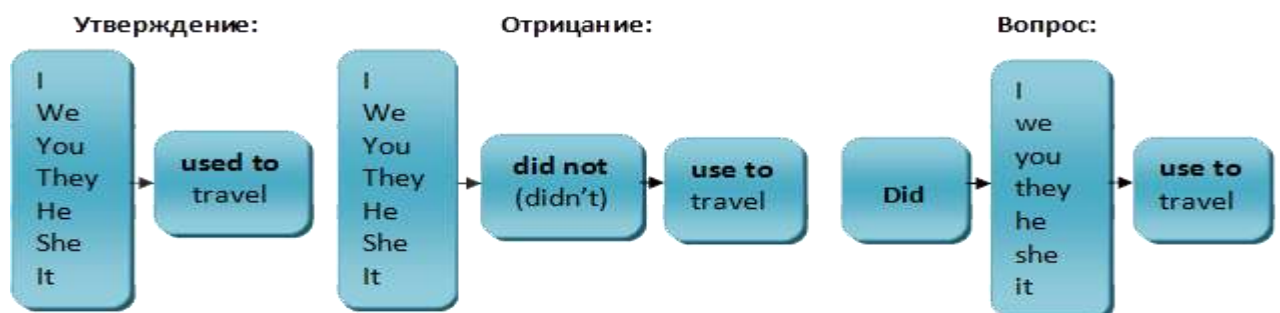 Утверждение:
I
We
You
They
He
She
It
used to
travel
Отрицание:
I
We
You
They
He
She
It
did not
(didn't)
use to
travel
Вопрос:
Did
I
we
you
they
he
she
it
use to
travel